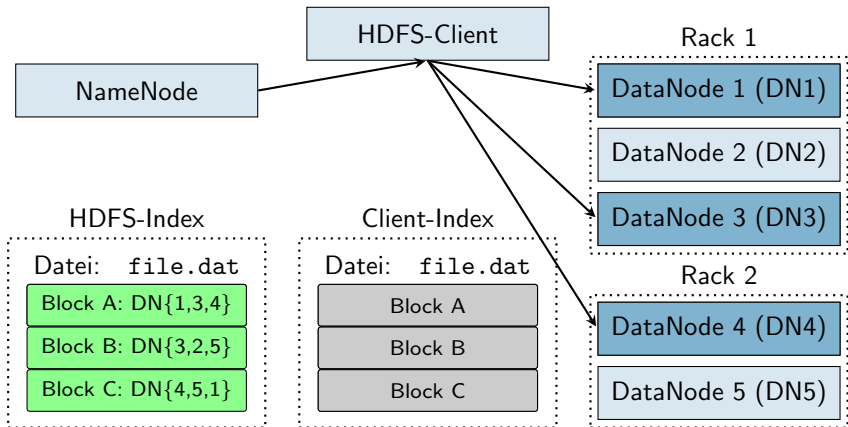 HDFS-Client
NameNode
Rack 1
DataNode 1 (DN1)
DataNode 2 (DN2)
DataNode 3 (DN3)
HDFS-Index
Datei: file.dat
Block A: DN{1,3,4}
Block B: DN{3,2,5}
Block C: DN{4,5,1}
Client-Index
Datei: file.dat
Block A
Block B
Block C
Rack 2
DataNode 4 (DN4)
DataNode 5 (DN5)